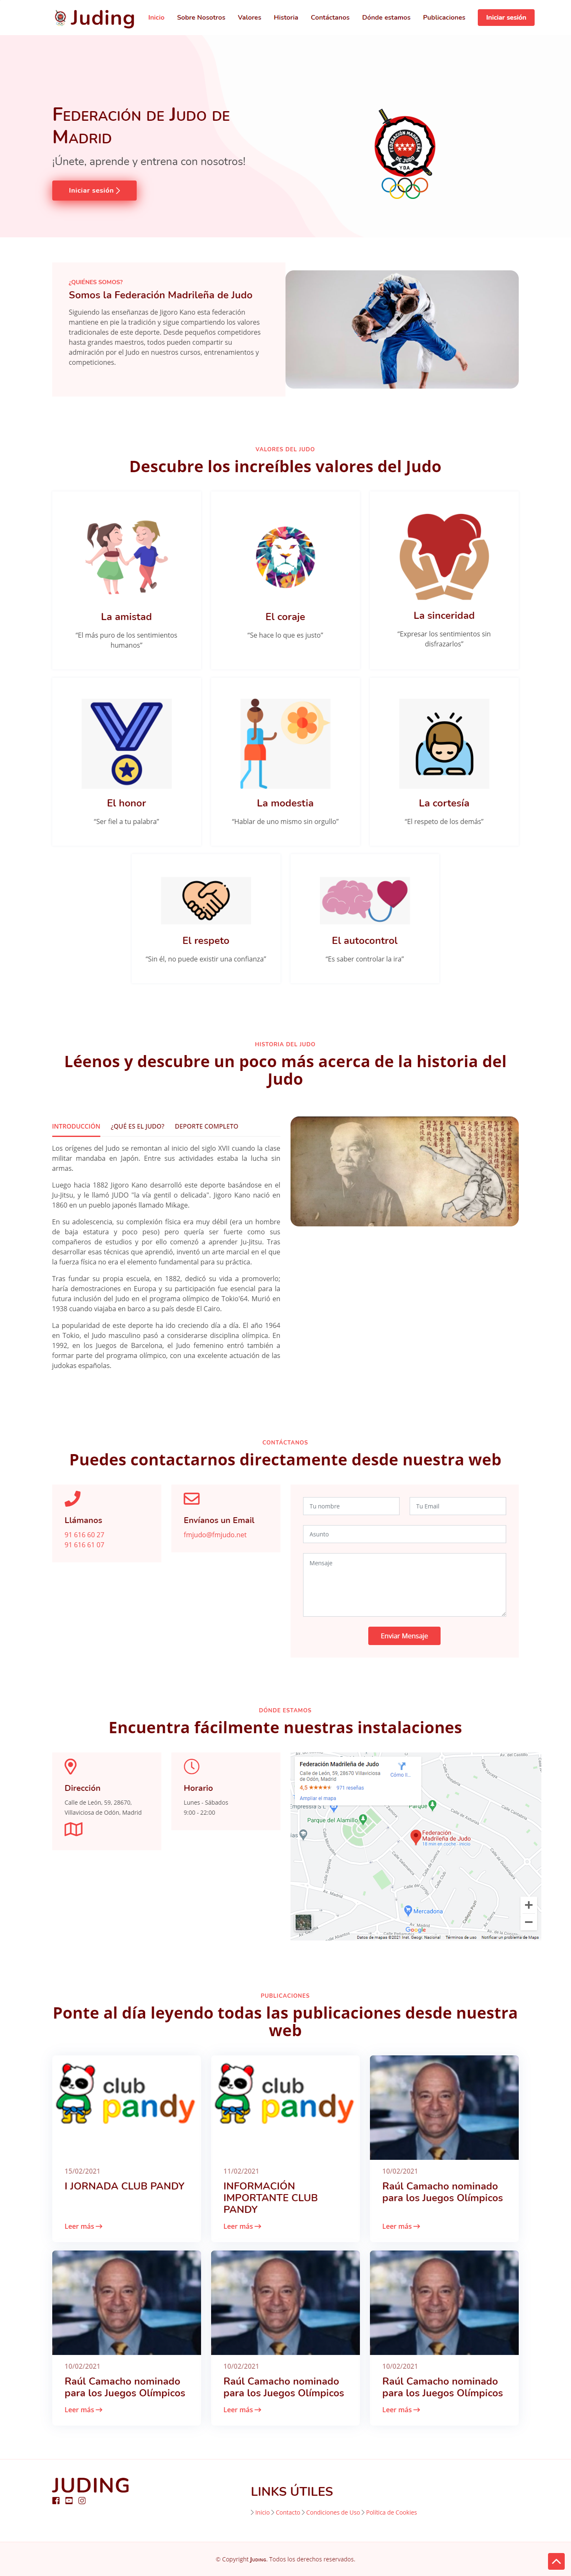 Juding
Inicio Sobre Nosotros Valores Historia Contáctanos Dónde estamos Publicaciones Iniciar sesión
Federación de Judo de
Madrid
¡Únete, aprende y entrena con nosotros!
Iniciar sesión
¿QUIÉNES SOMOS?
Somos la Federación Madrileña de Judo
Siguiendo las enseñanzas de Jigoro Kano esta federación
mantiene en pie la tradición y sigue compartiendo los valores
tradicionales de este deporte. Desde pequeños competidores
hasta grandes maestros, todos pueden compartir su
admiración por el Judo en nuestros cursos, entrenamientos y
competiciones.
VALORES DEL JUDO
Descubre los increíbles valores del Judo
La amistad
"El más puro de los sentimientos
humanos"
El coraje
"Se hace lo que es justo"
La sinceridad
"Expresar los sentimientos sin
disfrazarlos"
El honor
"Ser fiel a tu palabra"
La modestia
"Hablar de uno mismo sin orgullo"
La cortesía
"El respeto de los demás"
El respeto
"Sin él, no puede existir una confianza"
El autocontrol
"Es saber controlar la ira"
HISTORIA DEL JUDO
Léenos y descubre un poco más acerca de la historia del
Judo
INTRODUCCIÓN ¿QUÉ ES EL JUDO? DEPORTE COMPLETO
Los orígenes del Judo se remontan al inicio del siglo XVII cuando la clase
militar mandaba en Japón. Entre sus actividades estaba la lucha sin
armas.
Luego hacia 1882 Jigoro Kano desarrolló este deporte basándose en el
Ju-Jitsu, y le llamó JUDO "la vía gentil o delicada". Jigoro Kano nació en
1860 en un pueblo japonés llamado Mikage.
En su adolescencia, su complexión física era muy débil (era un hombre
de baja estatura y poco peso) pero quería ser fuerte como sus
compañeros de estudios y por ello comenzó a aprender Ju-Jitsu. Tras
desarrollar esas técnicas que aprendió, inventó un arte marcial en el que
la fuerza física no era el elemento fundamental para su práctica.
Tras fundar su propia escuela, en 1882, dedicó su vida a promoverlo;
haría demostraciones en Europa y su participación fue esencial para la
futura inclusión del Judo en el programa olímpico de Tokio'64. Murió en
1938 cuando viajaba en barco a su país desde El Cairo.
La popularidad de este deporte ha ido creciendo día a día. El año 1964
en Tokio, el Judo masculino pasó a considerarse disciplina olímpica. En
1992, en los Juegos de Barcelona, el Judo femenino entró también a
formar parte del programa olímpico, con una excelente actuación de las
judokas españolas.
CONTÁCTANOS
Puedes contactarnos directamente desde nuestra web
Llámanos
91 616 60 27
91 616 61 07
Envíanos un Email
fmjudo@fmjudo.net
Tu nombre
Tu Email
Asunto
Mensaje
Enviar Mensaje
DÓNDE ESTAMOS
Encuentra fácilmente nuestras instalaciones
Dirección
Calle de León, 59, 28670,
Villaviciosa de Odón, Madrid
Horario
Lunes - Sábados
9:00 - 22:00
Federación Madrileña de Judo
Calle de León, 59, 28670 Villaviciosa
de Odón, Madrid
Cómo ll...
4,5 971 reseñas
Ampliar el mapa
Parque
Parque del Alamillo
Federación
Madrileña de Judo
Mercadona
Google
Datos de mapas ©2021 Inst. Geogr. Nacional Términos de uso Notificar un problema de Maps
PUBLICACIONES
Ponte al día leyendo todas las publicaciones desde nuestra
web
club
pandy
15/02/2021
I JORNADA CLUB PANDY
Leer más
club
pandy
11/02/2021
INFORMACIÓN
IMPORTANTE CLUB
PANDY
Leer más
10/02/2021
Raúl Camacho nominado
para los Juegos Olímpicos
Leer más
10/02/2021
Raúl Camacho nominado
para los Juegos Olímpicos
Leer más
10/02/2021
Raúl Camacho nominado
para los Juegos Olímpicos
Leer más
10/02/2021
Raúl Camacho nominado
para los Juegos Olímpicos
Leer más
JUDING
LINKS ÚTILES
Inicio Contacto Condiciones de Uso Política de Cookies
© Copyright Juding. Todos los derechos reservados.